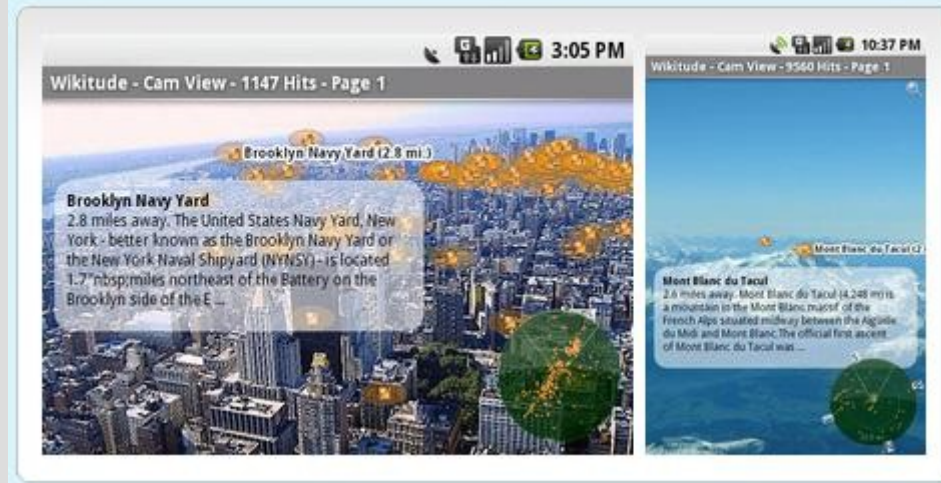 3:05 PM
Wikitude - Cam View - 1147 Hits - Page 1
Brooklyn Navy Yard (2.8 mi.)
Brooklyn Navy Yard
2.8 miles away. The United States Navy Yard, New
York - better known as the Brooklyn Navy Yard or
the New York Naval Shipyard (NYNSY) - is located
1.7"nbsp;miles northeast of the Battery on the
Brooklyn side of the E ...
10:37 PM
Wikitude - Cam View - 9560 Hits - Page 1
Mont Blanc du Tacul (2
Mont Blanc du Tacul
2.6 miles away. Mont Blanc du Tacul (4,248 m) is
a mountain in the Mont Blanc massif of the
French Alps situated midway between the Aiguille
du Midi and Mont Blanc. The official first ascent
of Mont Blanc du Tacul was ...